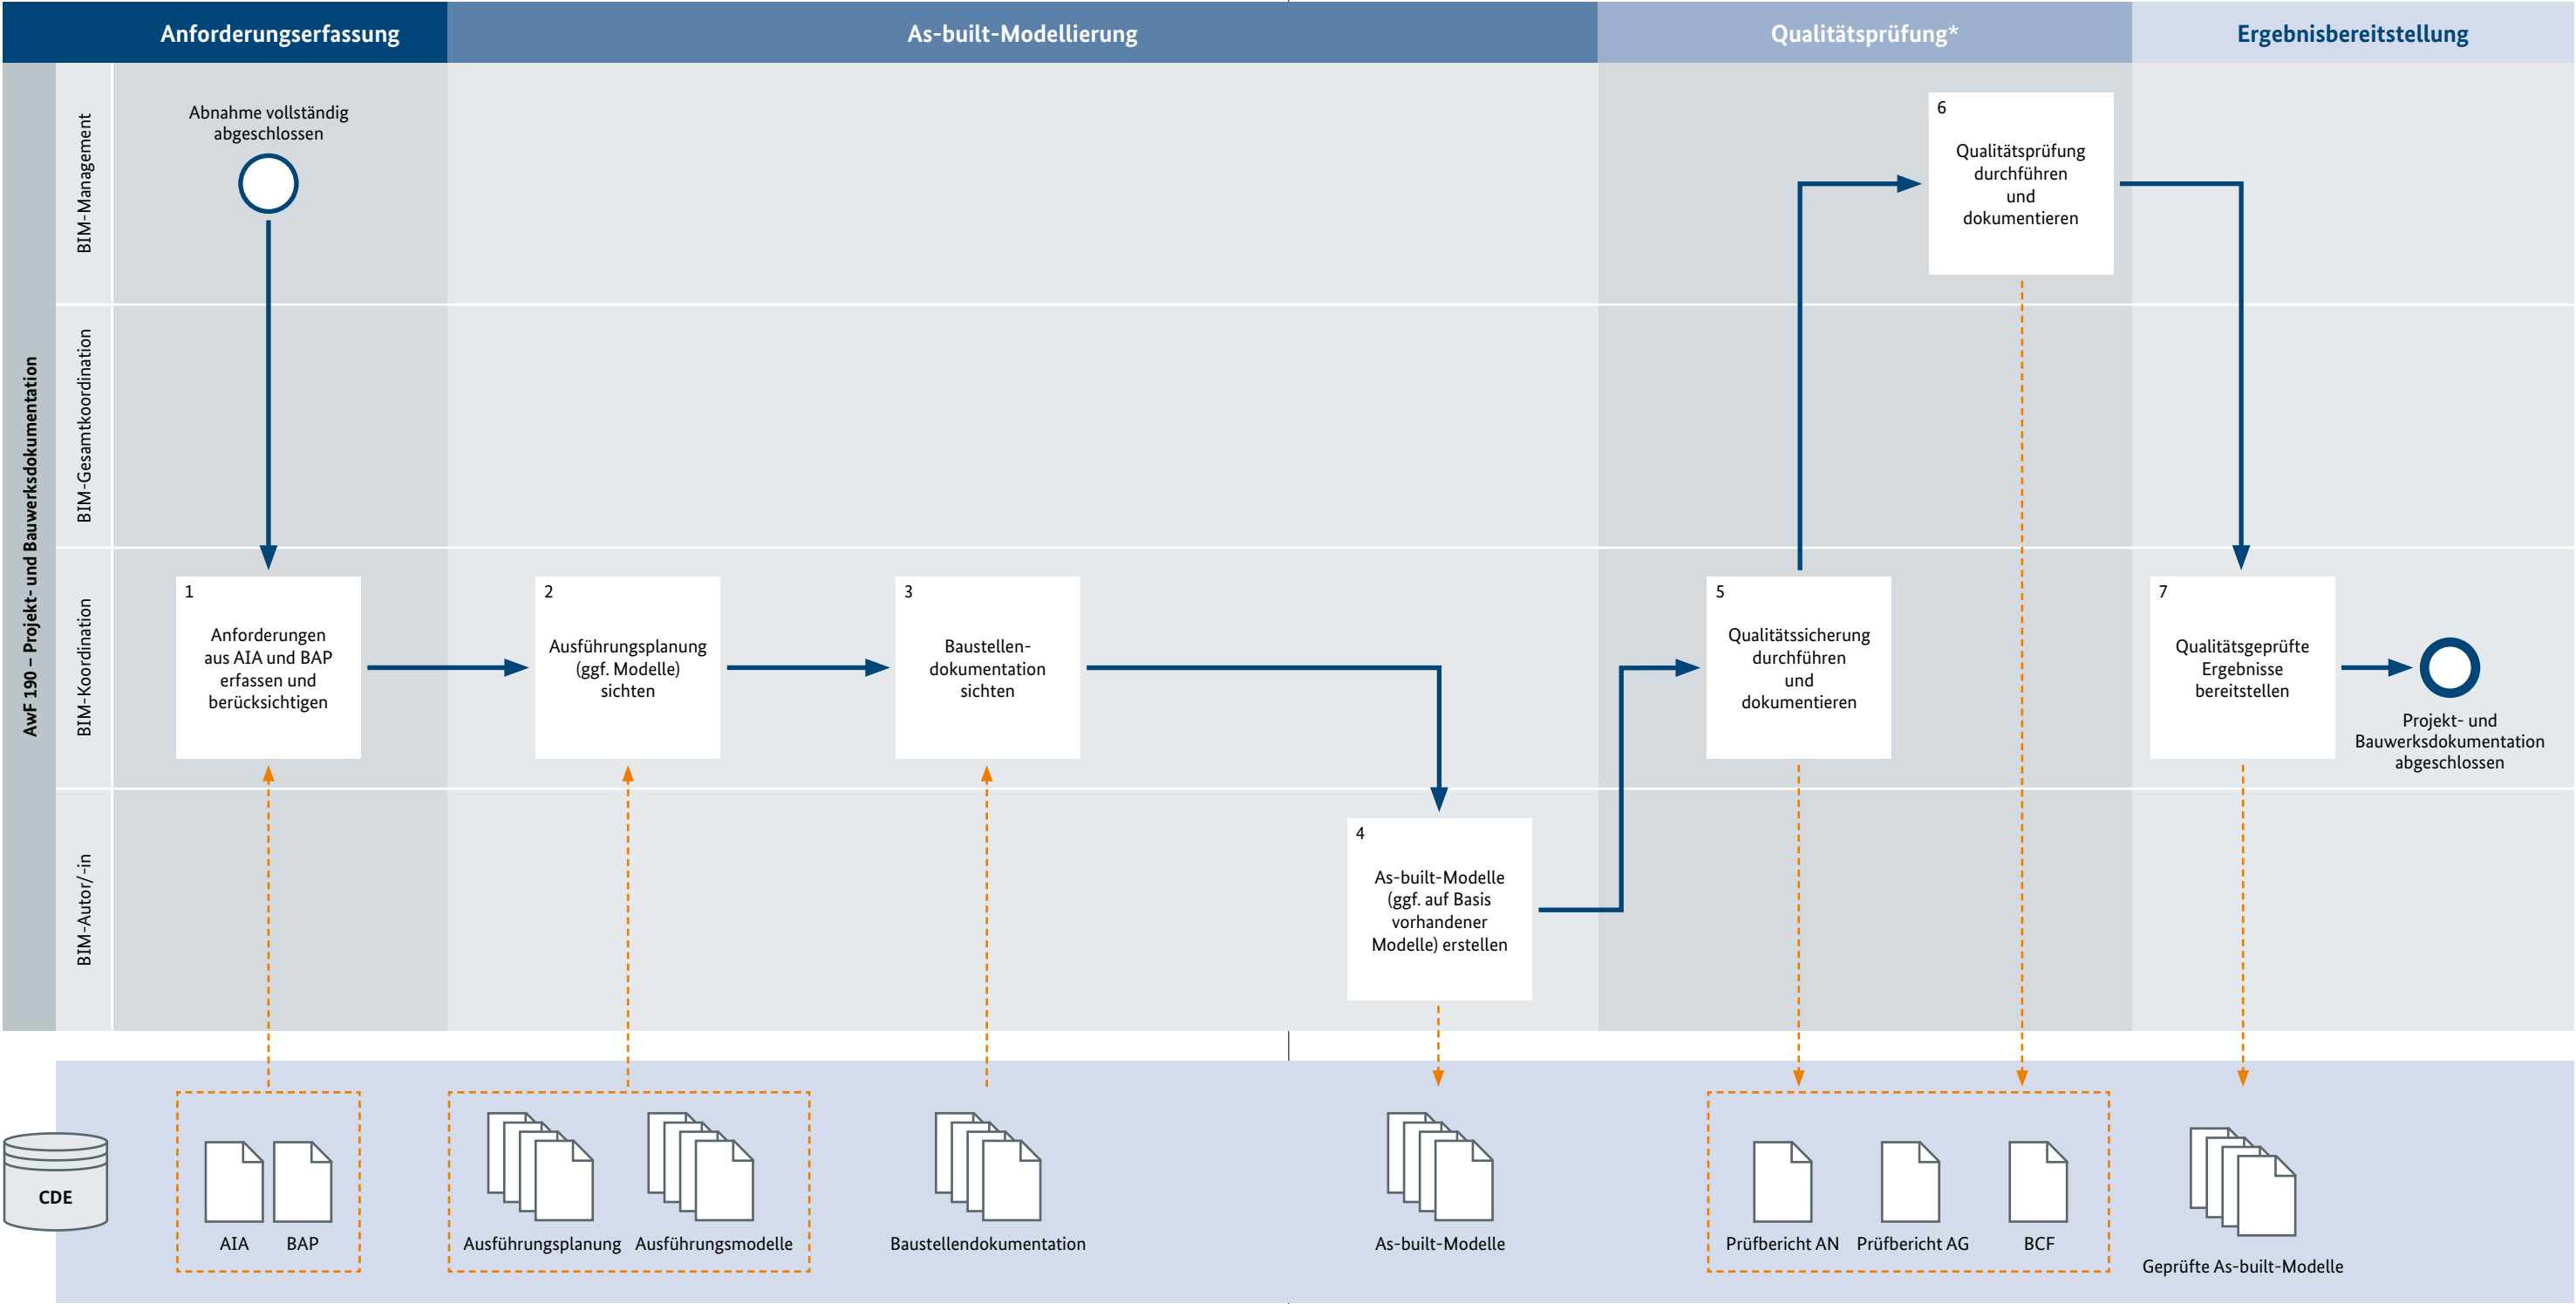 Anforderungserfassung
As-built-Modellierung
Qualitätsprüfung*
Ergebnisbereitstellung
AwF 190 – Projekt- und Bauwerksdokumentation
BIM-Management
Abnahme vollständig
abgeschlossen
6
Qualitätsprüfung
durchführen
und
dokumentieren
BIM-Gesamtkoordination
BIM-Koordination
1
Anforderungen
aus AIA und BAP
erfassen und
berücksichtigen
2
Ausführungsplanung
(ggf. Modelle)
sichten
3
Baustellen-
dokumentation
sichten
5
Qualitätssicherung
durchführen
und
dokumentieren
7
Qualitätsgeprüfte
Ergebnisse
bereitstellen
Projekt- und
Bauwerksdokumentation
abgeschlossen
BIM-Autor/-in
4
As-built-Modelle
(ggf. auf Basis
vorhandener
Modelle) erstellen
CDE
AIA
BAP
Ausführungsplanung
Ausführungsmodelle
Baustellendokumentation
As-built-Modelle
Prüfbericht AN
Prüfbericht AG
BCF
Geprüfte As-built-Modelle